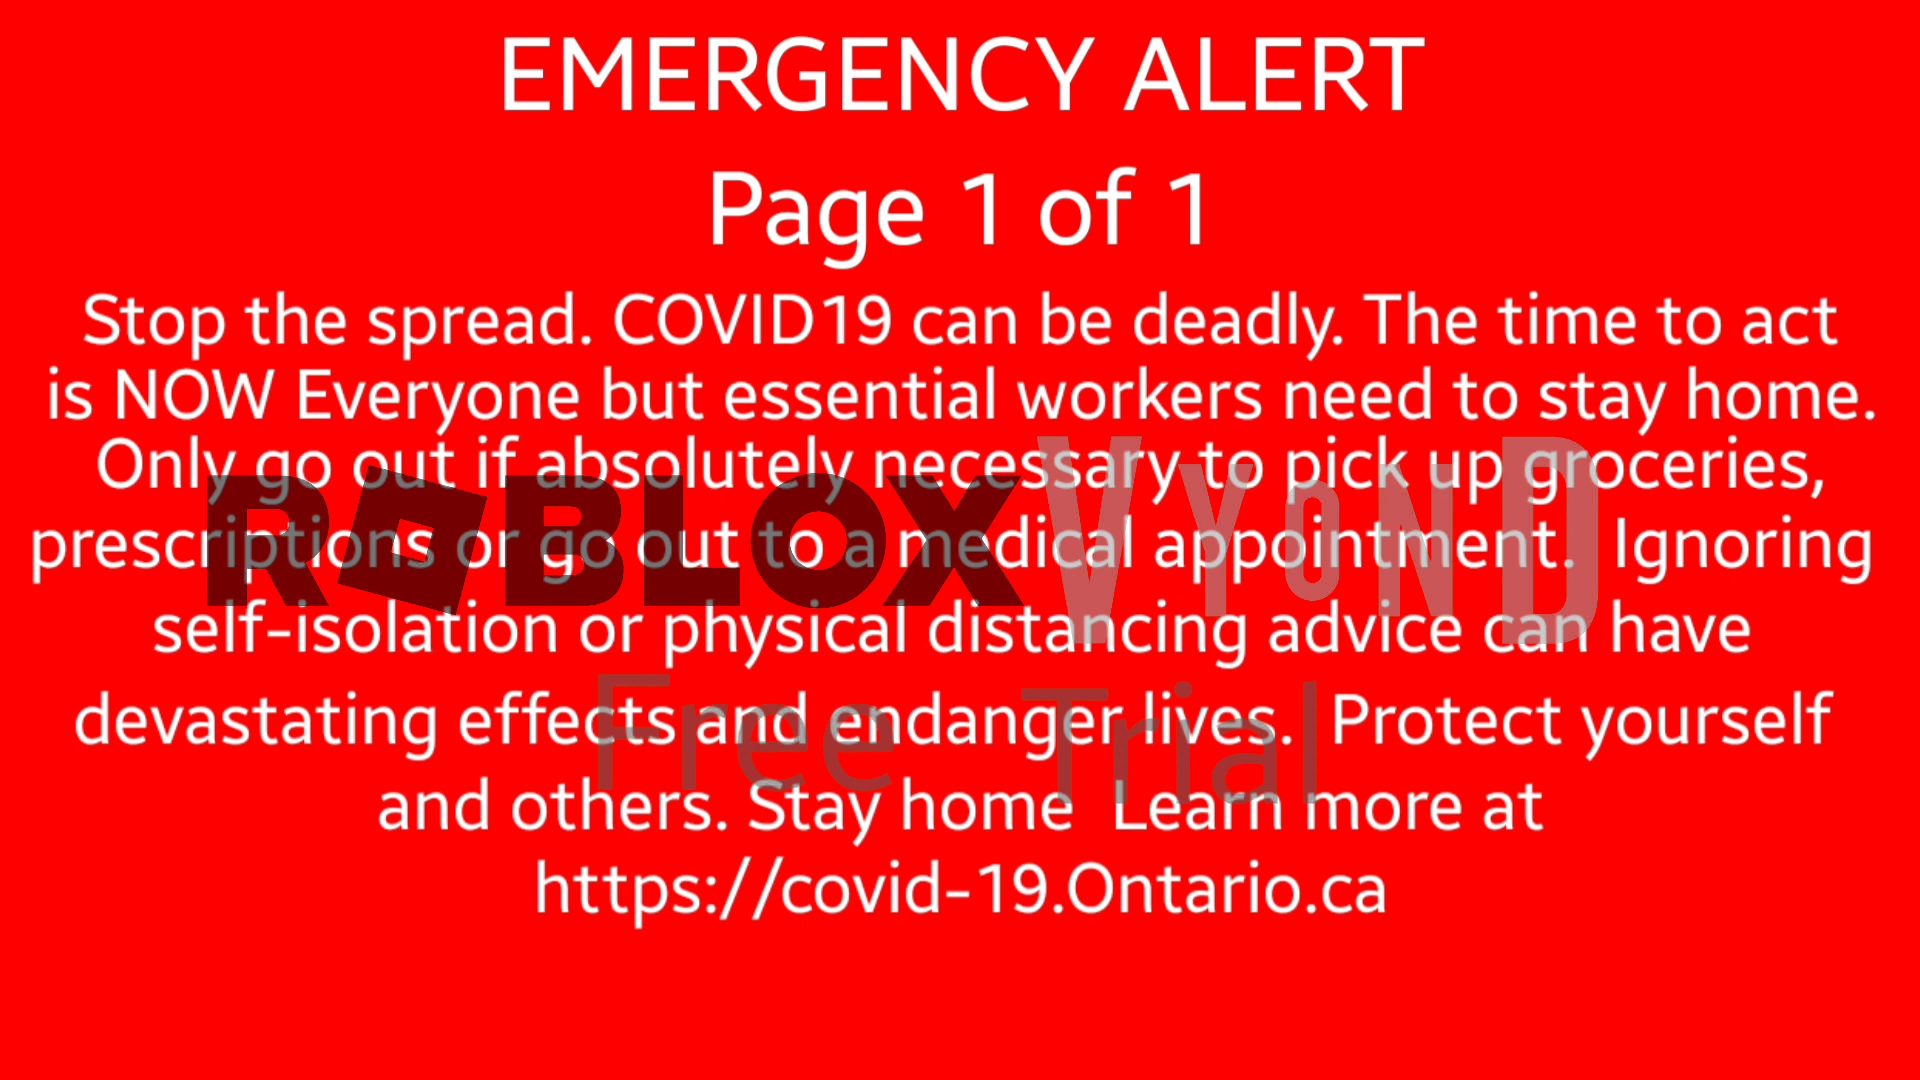 EMERGENCY ALERT
Page 1 of 1
Stop the spread. COVID19 can be deadly. The time to act
is NOW Everyone but essential workers need to stay home.
Only go out if absolutely necessary to pick up groceries,
prescriptions or go out to a medical appointment. Ignoring
self-isolation or physical distancing advice can have
devastating effects and endanger lives. Protect yourself
and others. Stay home Learn more at
https://covid-19.Ontario.ca
ROBLOX VYOND
Free Trial